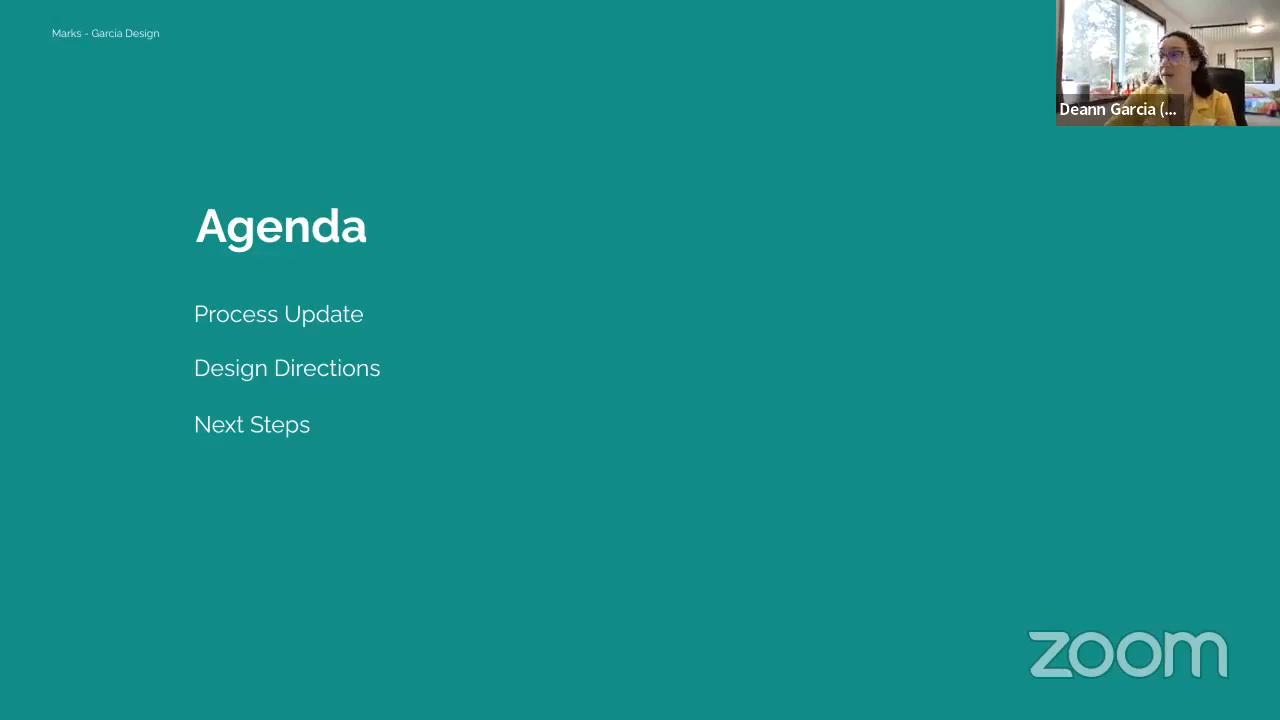 Marks - Garcia Design
Deann Garcia (...
Agenda
Process Update
Design Directions
Next Steps
zoom